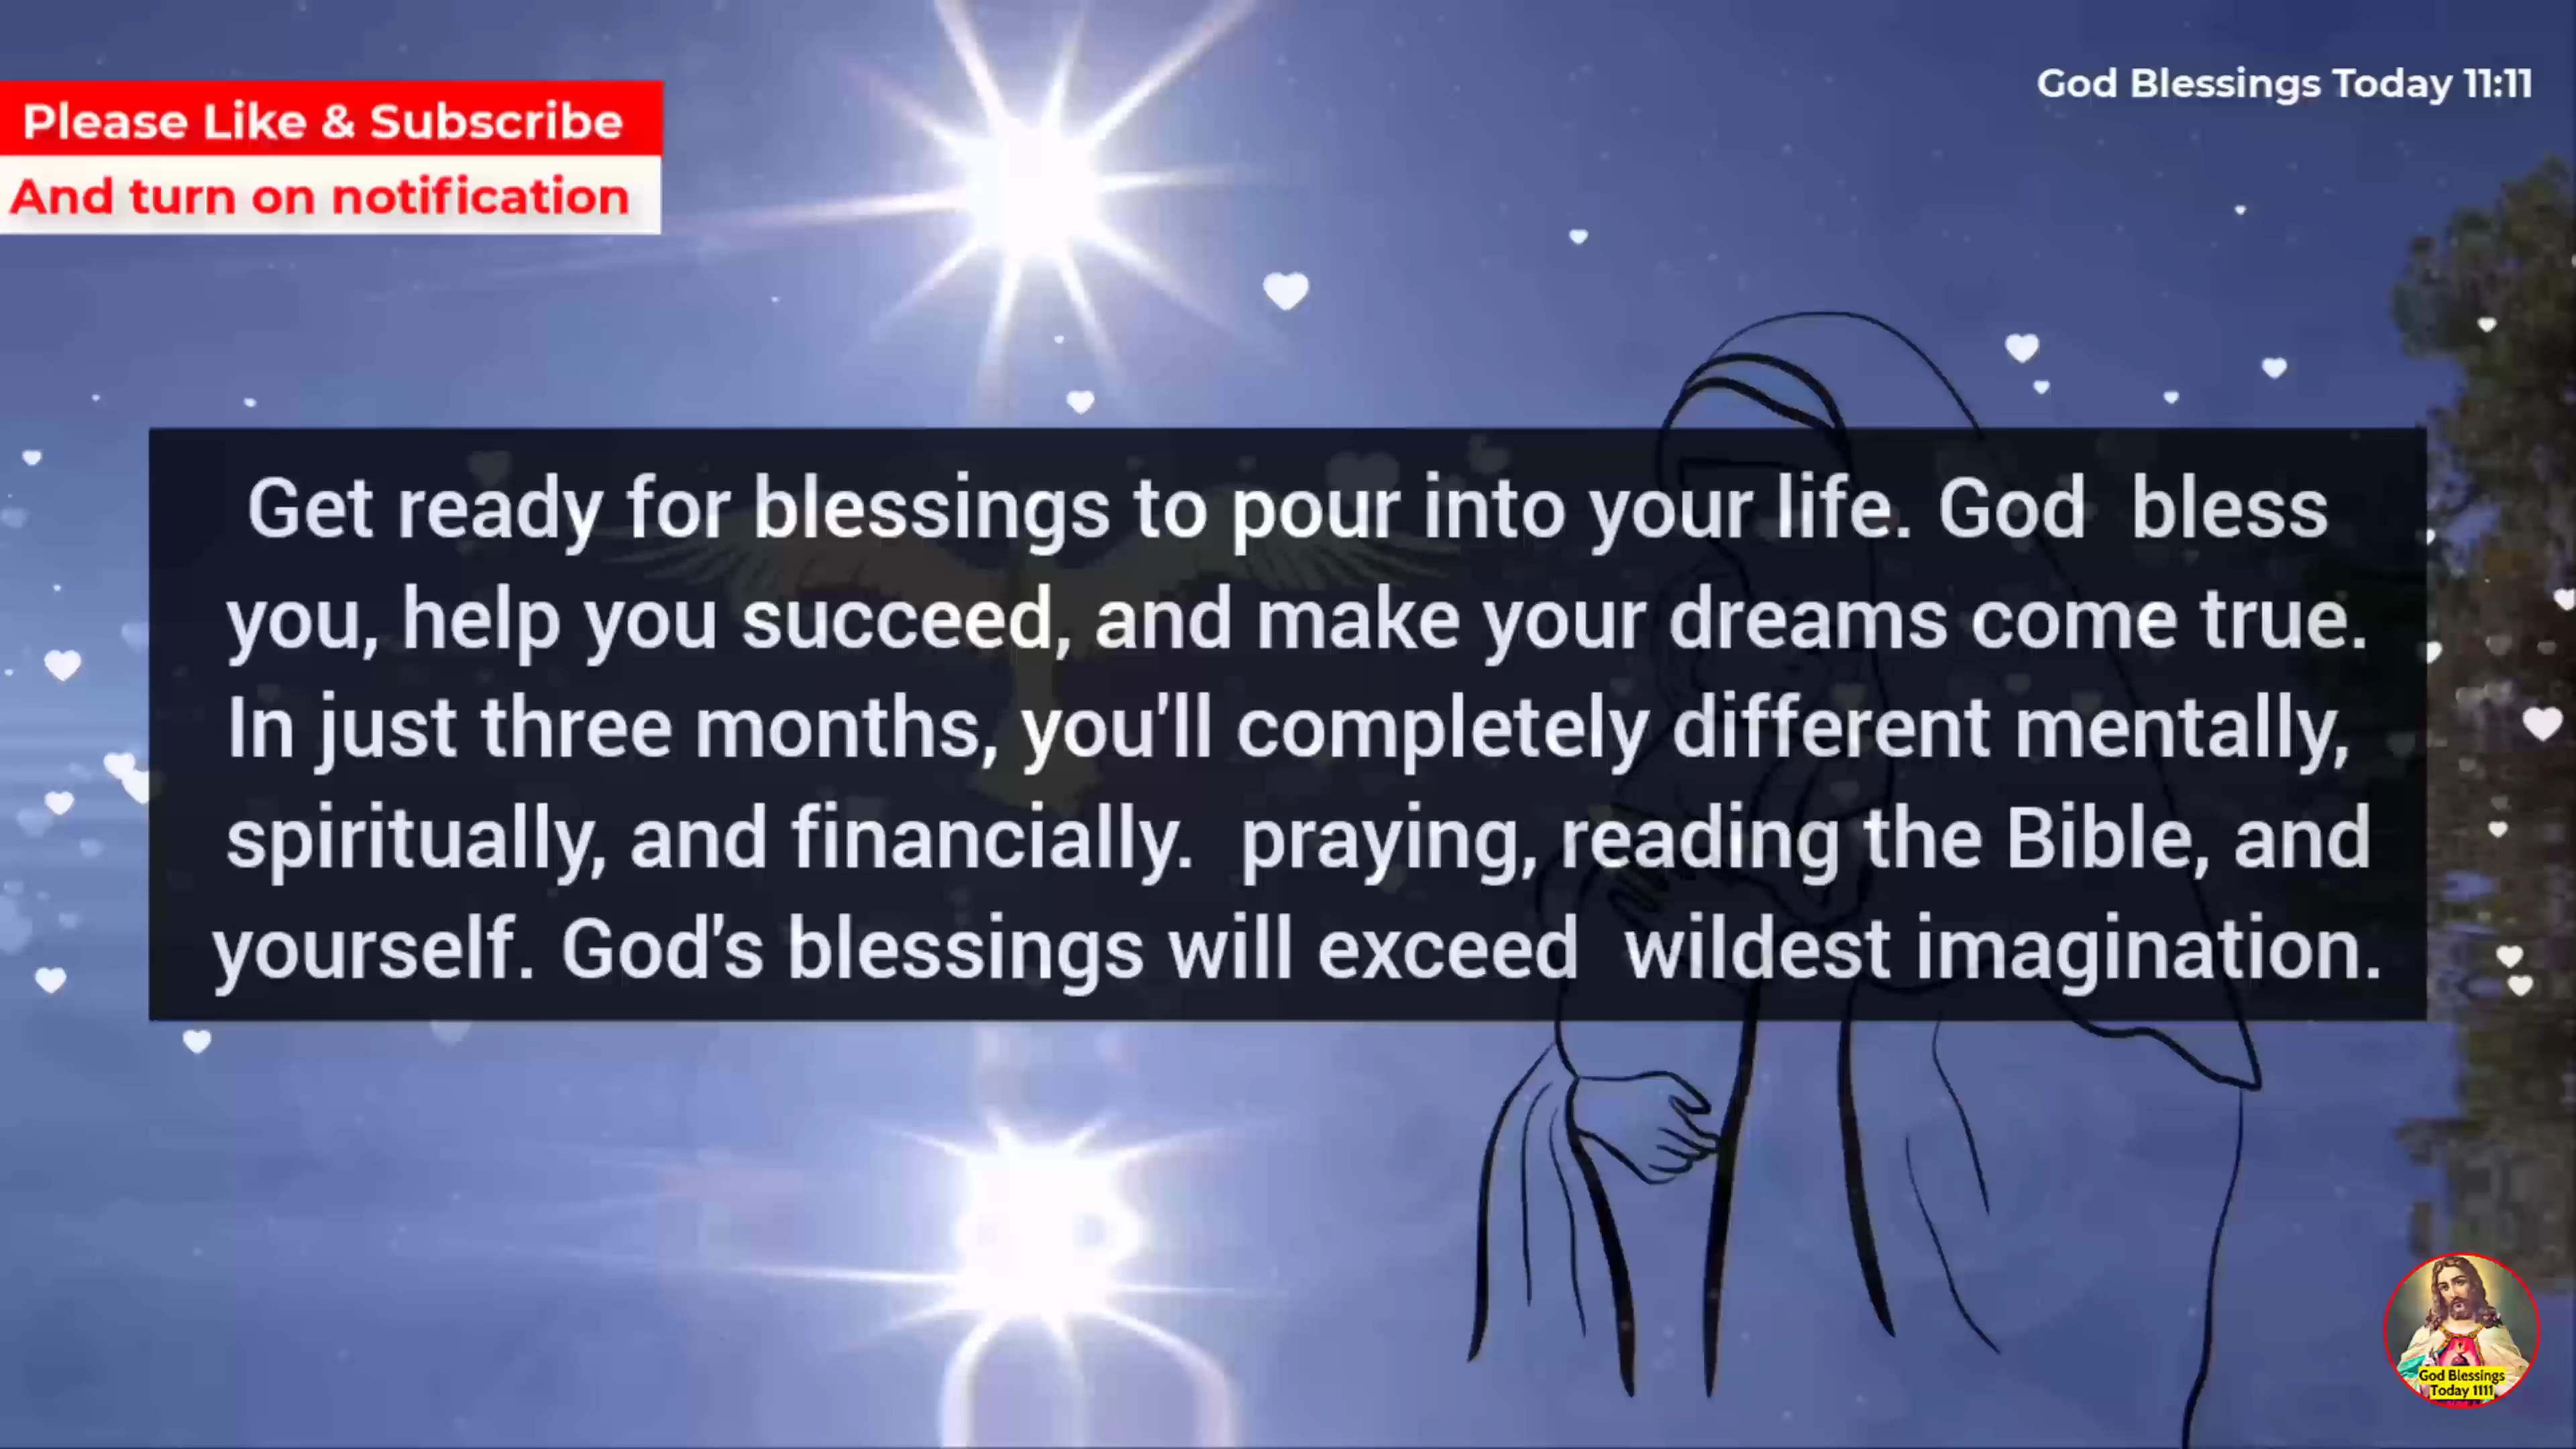 Please Like & Subscribe
And turn on notification
God Blessings Today 11:11
Get ready for blessings to pour into your life. God  bless
you, help you succeed, and make your dreams come true.
In just three months, you'll completely different mentally,
spiritually, and financially.  praying, reading the Bible, and
yourself. God's blessings will exceed  wildest imagination.
God Blessings
Today 1111